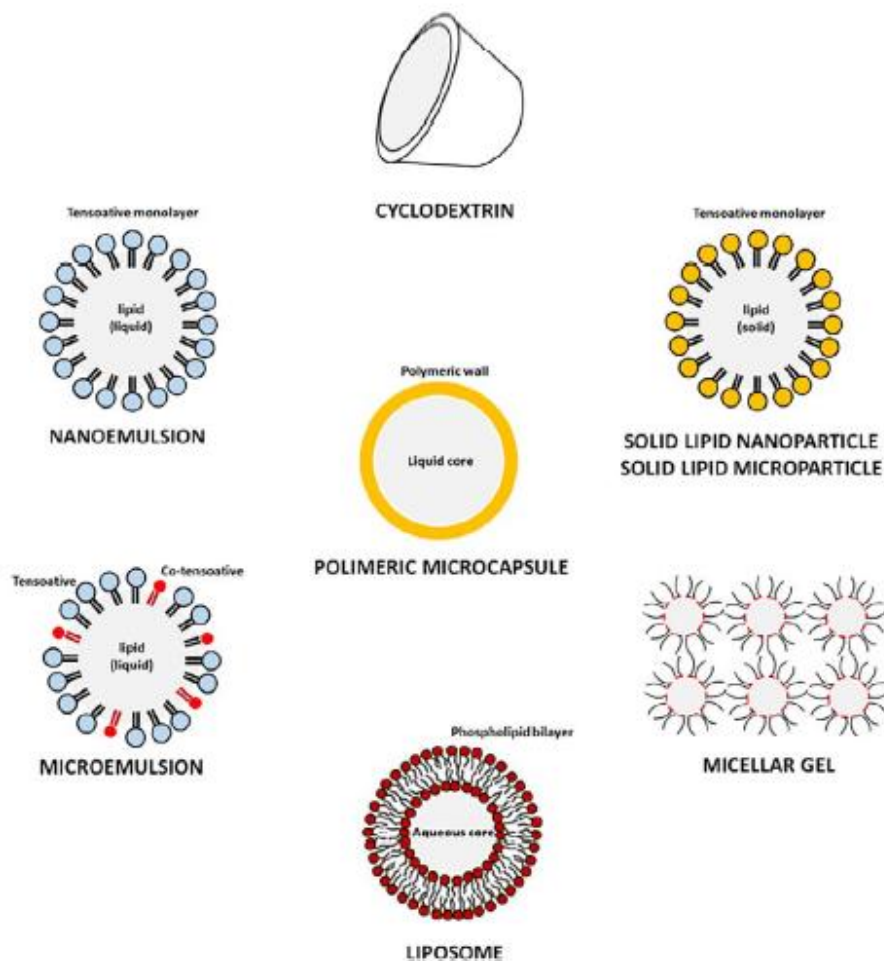 CYCLODEXTRIN
Tensoative monolayer
lipid
(liquid)
NANOEMULSION
Tensoative monolayer
lipid
(solid)
SOLID LIPID NANOPARTICLE
SOLID LIPID MICROPARTICLE
Polymeric wall
Liquid core
POLIMERIC MICROCAPSULE
Tensoative
Co-tensoative
lipid
(liquid)
MICROEMULSION
MICELLAR GEL
Phospholipid bilayer
Aqueous core
LIPOSOME